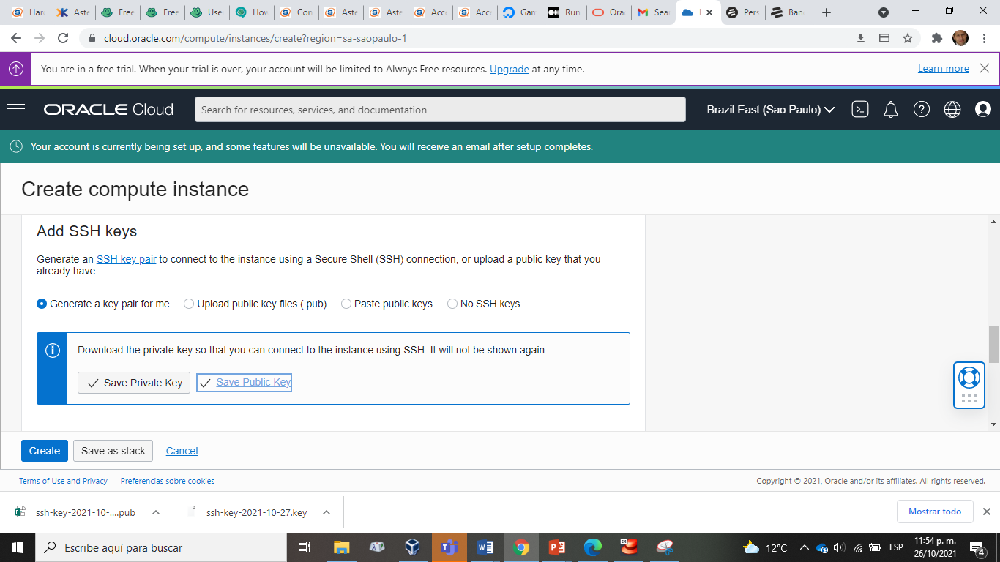 Har
Aste
Free
Free
Use
How
Con
Aste
Aste
Acc
Acc
Gar
Run
Ora
Sea
Pers
Ban
cloud.oracle.com/compute/instances/create?region=sa-saopaulo-1
You are in a free trial. When your trial is over, your account will be limited to Always Free resources. Upgrade at any time.
Learn more
ORACLE Cloud
Search for resources, services, and documentation
Brazil East (Sao Paulo)
Your account is currently being set up, and some features will be unavailable. You will receive an email after setup completes.
Create compute instance
Add SSH keys
Generate an SSH key pair to connect to the instance using a Secure Shell (SSH) connection, or upload a public key that you
already have.
Generate a key pair for me
Upload public key files (.pub)
Paste public keys
No SSH keys
Download the private key so that you can connect to the instance using SSH. It will not be shown again.
Save Private Key
Save Public Key
Create
Save as stack
Cancel
Terms of Use and Privacy
Preferencias sobre cookies
Copyright © 2021, Oracle and/or its affiliates. All rights reserved.
ssh-key-2021-10-....pub
ssh-key-2021-10-27.key
Mostrar todo
Escribe aquí para buscar
12°C
ESP
11:54 p. m.
26/10/2021
4